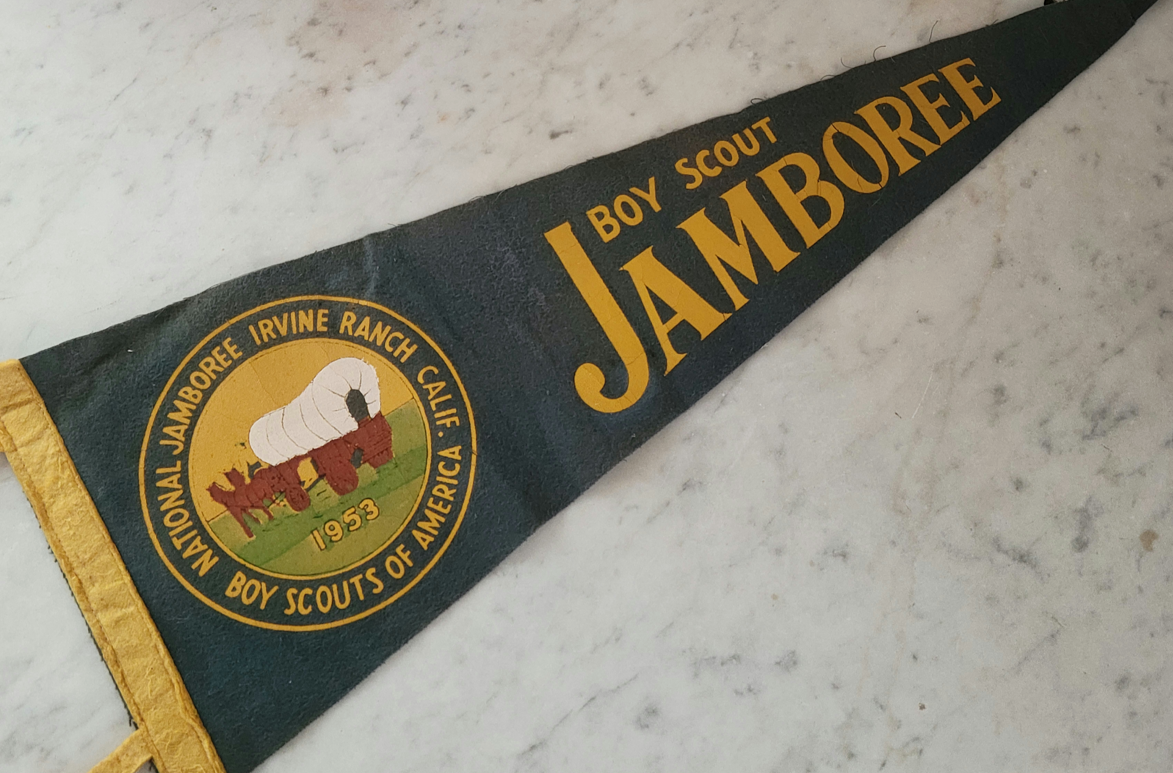 NATIONAL JAMBOREE IRVINE RANCH CALIF.
BOY SCOUTS OF AMERICA
1953
BOY SCOUT
JAMBOREE